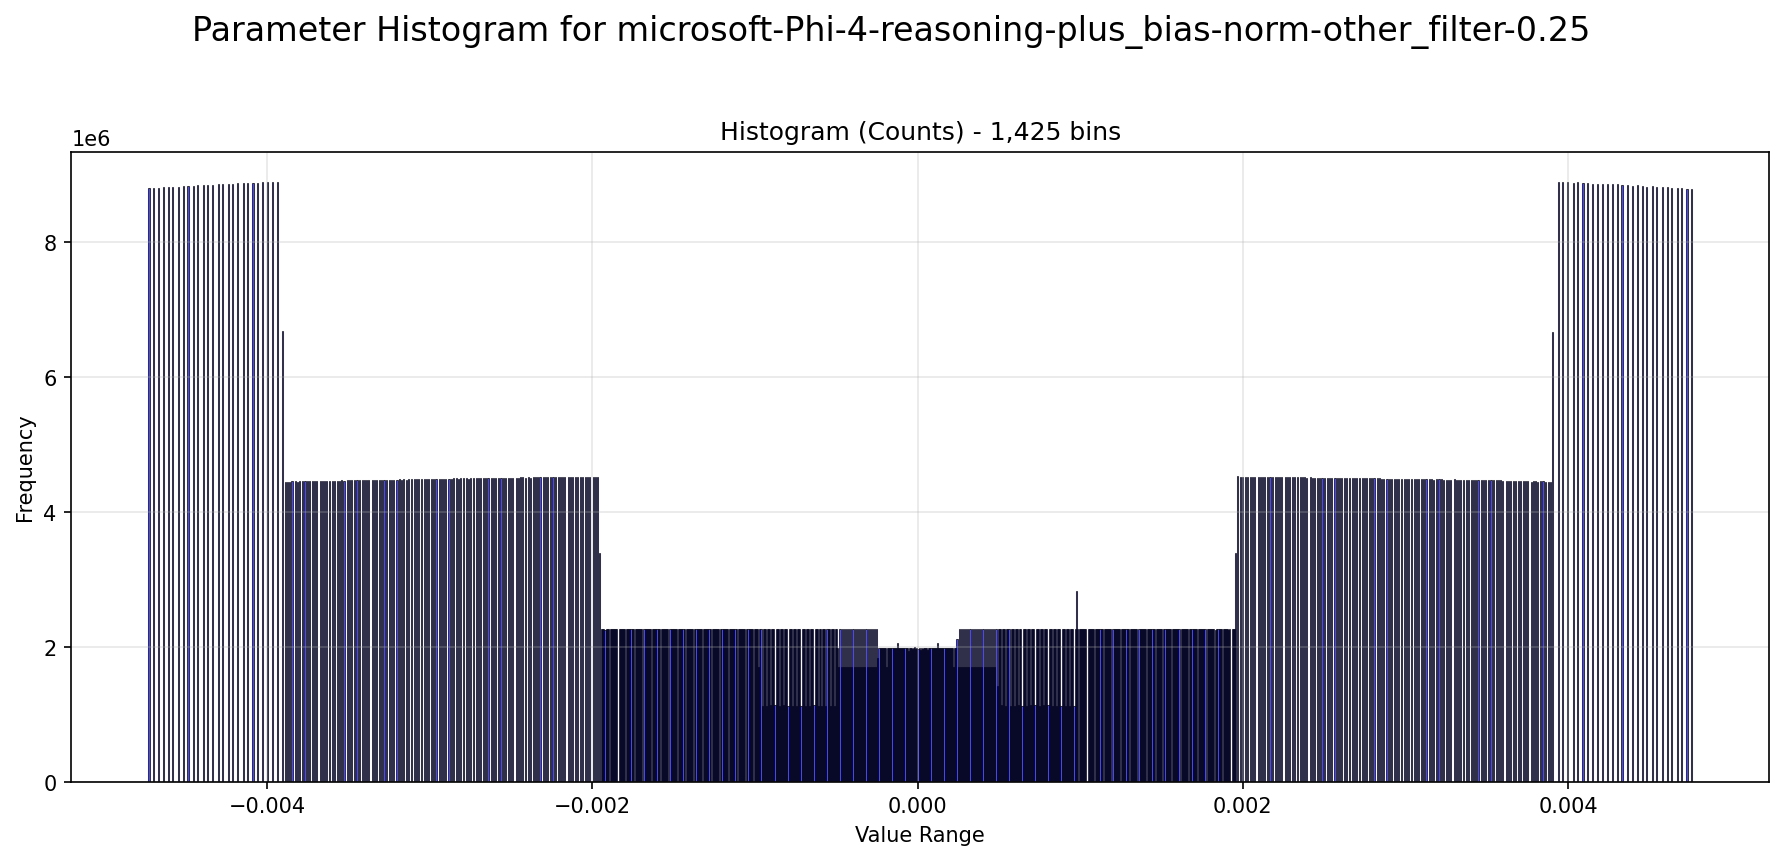 Parameter Histogram for microsoft-Phi-4-reasoning-plus_bias-norm-other_filter-0.25
Histogram (Counts) - 1,425 bins
1e6
8
6
4
2
0
Frequency
−0.004
−0.002
0.000
0.002
0.004
Value Range